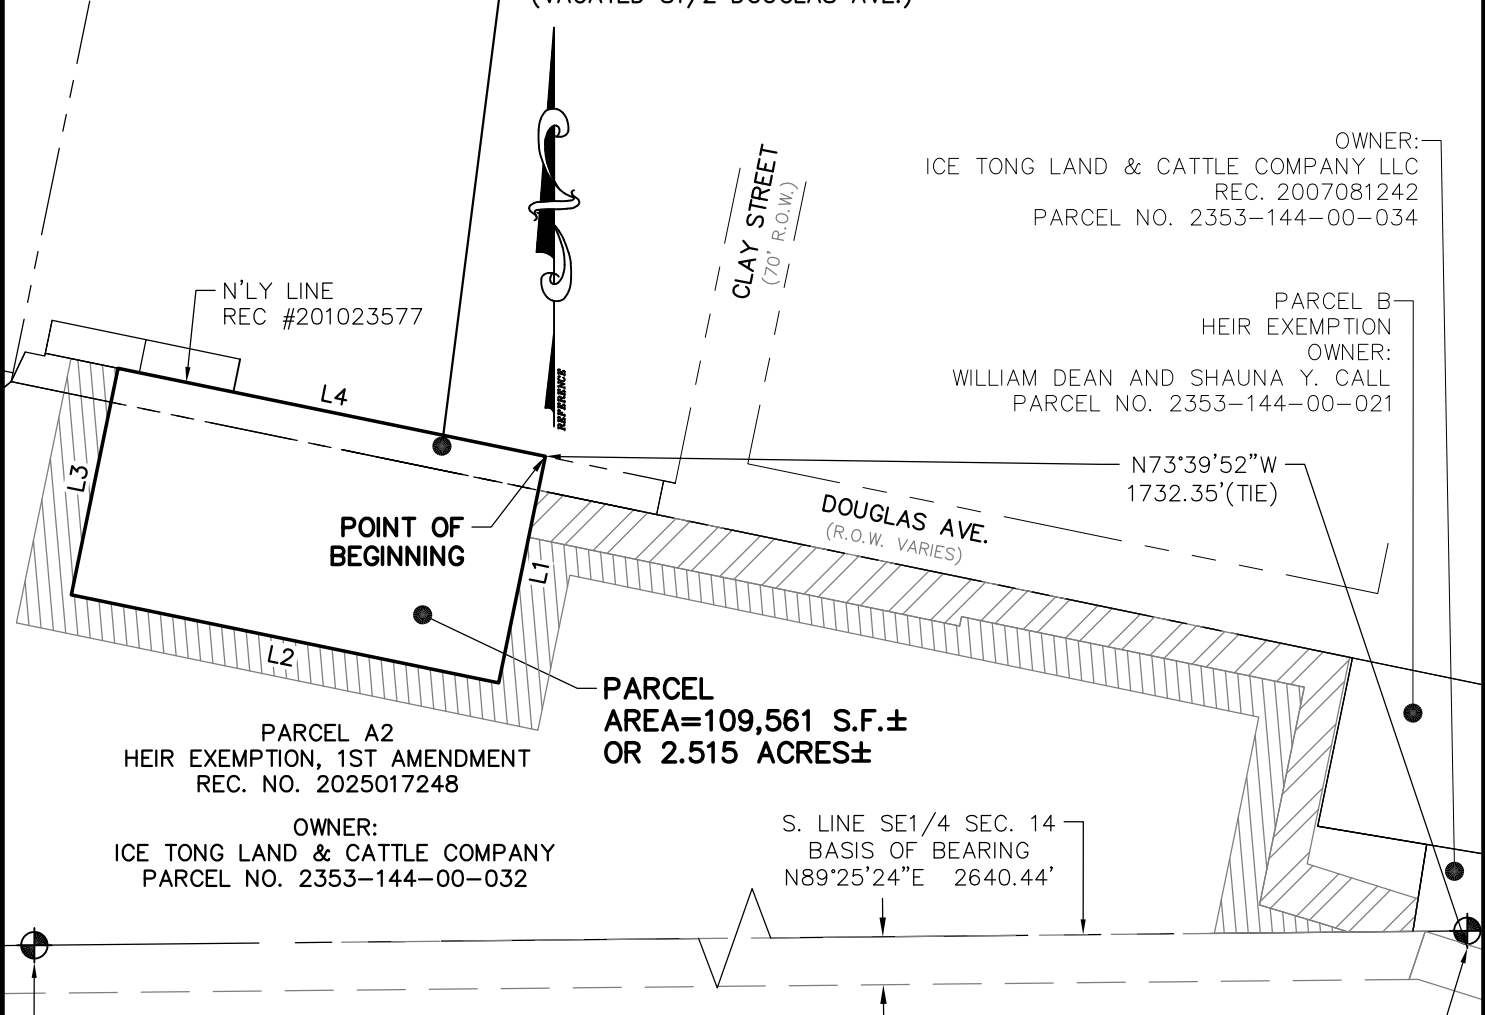 (VACATED S1/2 DOUGLAS AVE.)
CLAY STREET
(70' R.O.W.)
OWNER:
ICE TONG LAND & CATTLE COMPANY LLC
REC. 2007081242
PARCEL NO. 2353-144-00-034
N'LY LINE
REC #201023577
PARCEL B
HEIR EXEMPTION
OWNER:
WILLIAM DEAN AND SHAUNA Y. CALL
PARCEL NO. 2353-144-00-021
REFERENCE
L4
N73°39'52"W
1732.35'(TIE)
L3
POINT OF
BEGINNING
DOUGLAS AVE.
(R.O.W. VARIES)
L1
L2
PARCEL
AREA=109,561 S.F.±
OR 2.515 ACRES±
PARCEL A2
HEIR EXEMPTION, 1ST AMENDMENT
REC. NO. 2025017248
OWNER:
ICE TONG LAND & CATTLE COMPANY
PARCEL NO. 2353-144-00-032
S. LINE SE1/4 SEC. 14
BASIS OF BEARING
N89°25'24"E 2640.44'